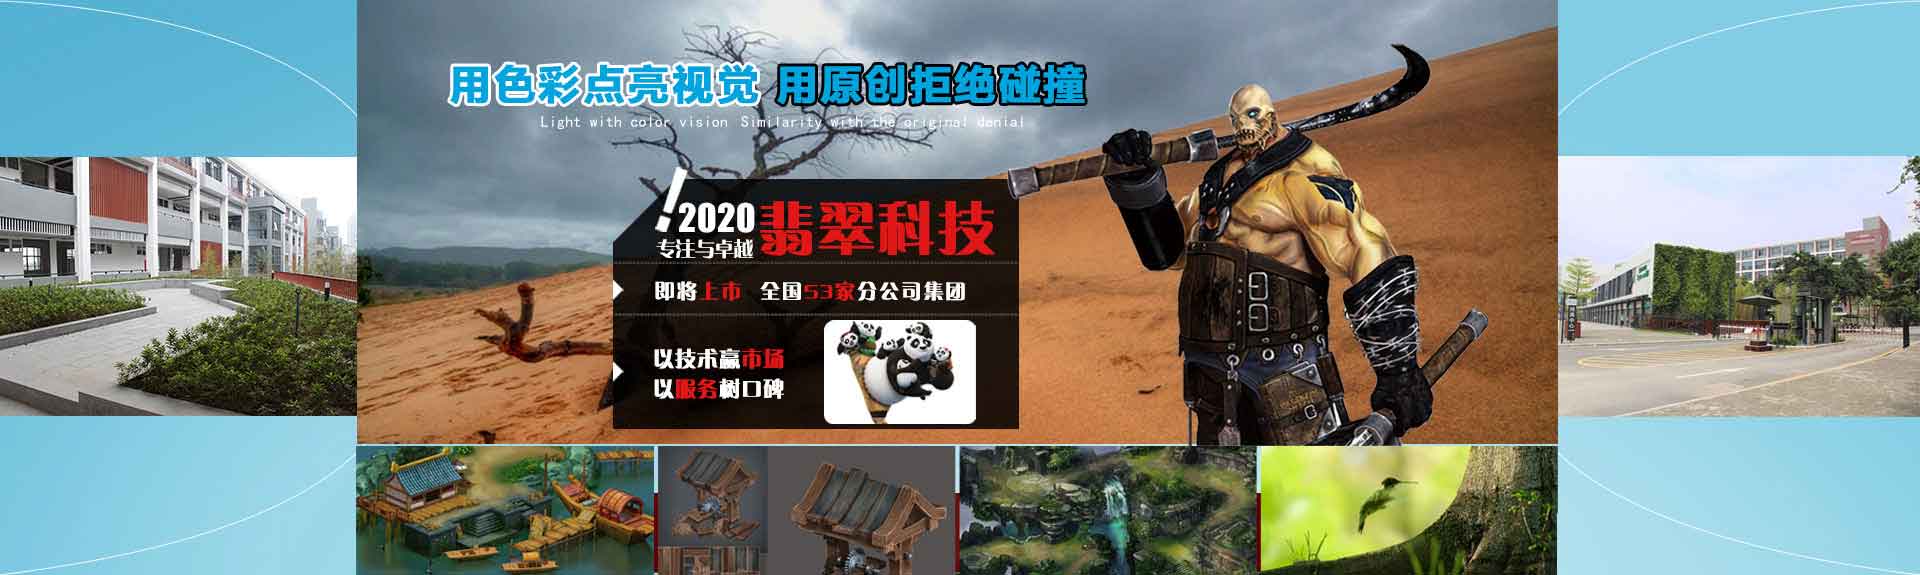 用色彩点亮视觉 用原创拒绝碰撞
Light with color vision Similarity with the original denial
!2020 翡翠科技
专注与卓越
即将上市 全国53家分公司集团
以技术赢市场
以服务树口碑